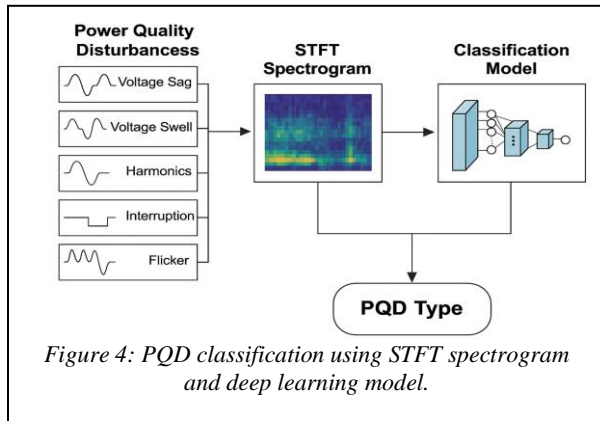 Power Quality
Disturbancess
Voltage Sag
Voltage Swell
Harmonics
Interruption
Flicker
STFT
Spectrogram
Classification
Model
PQD Type
Figure 4: PQD classification using STFT spectrogram
and deep learning model.